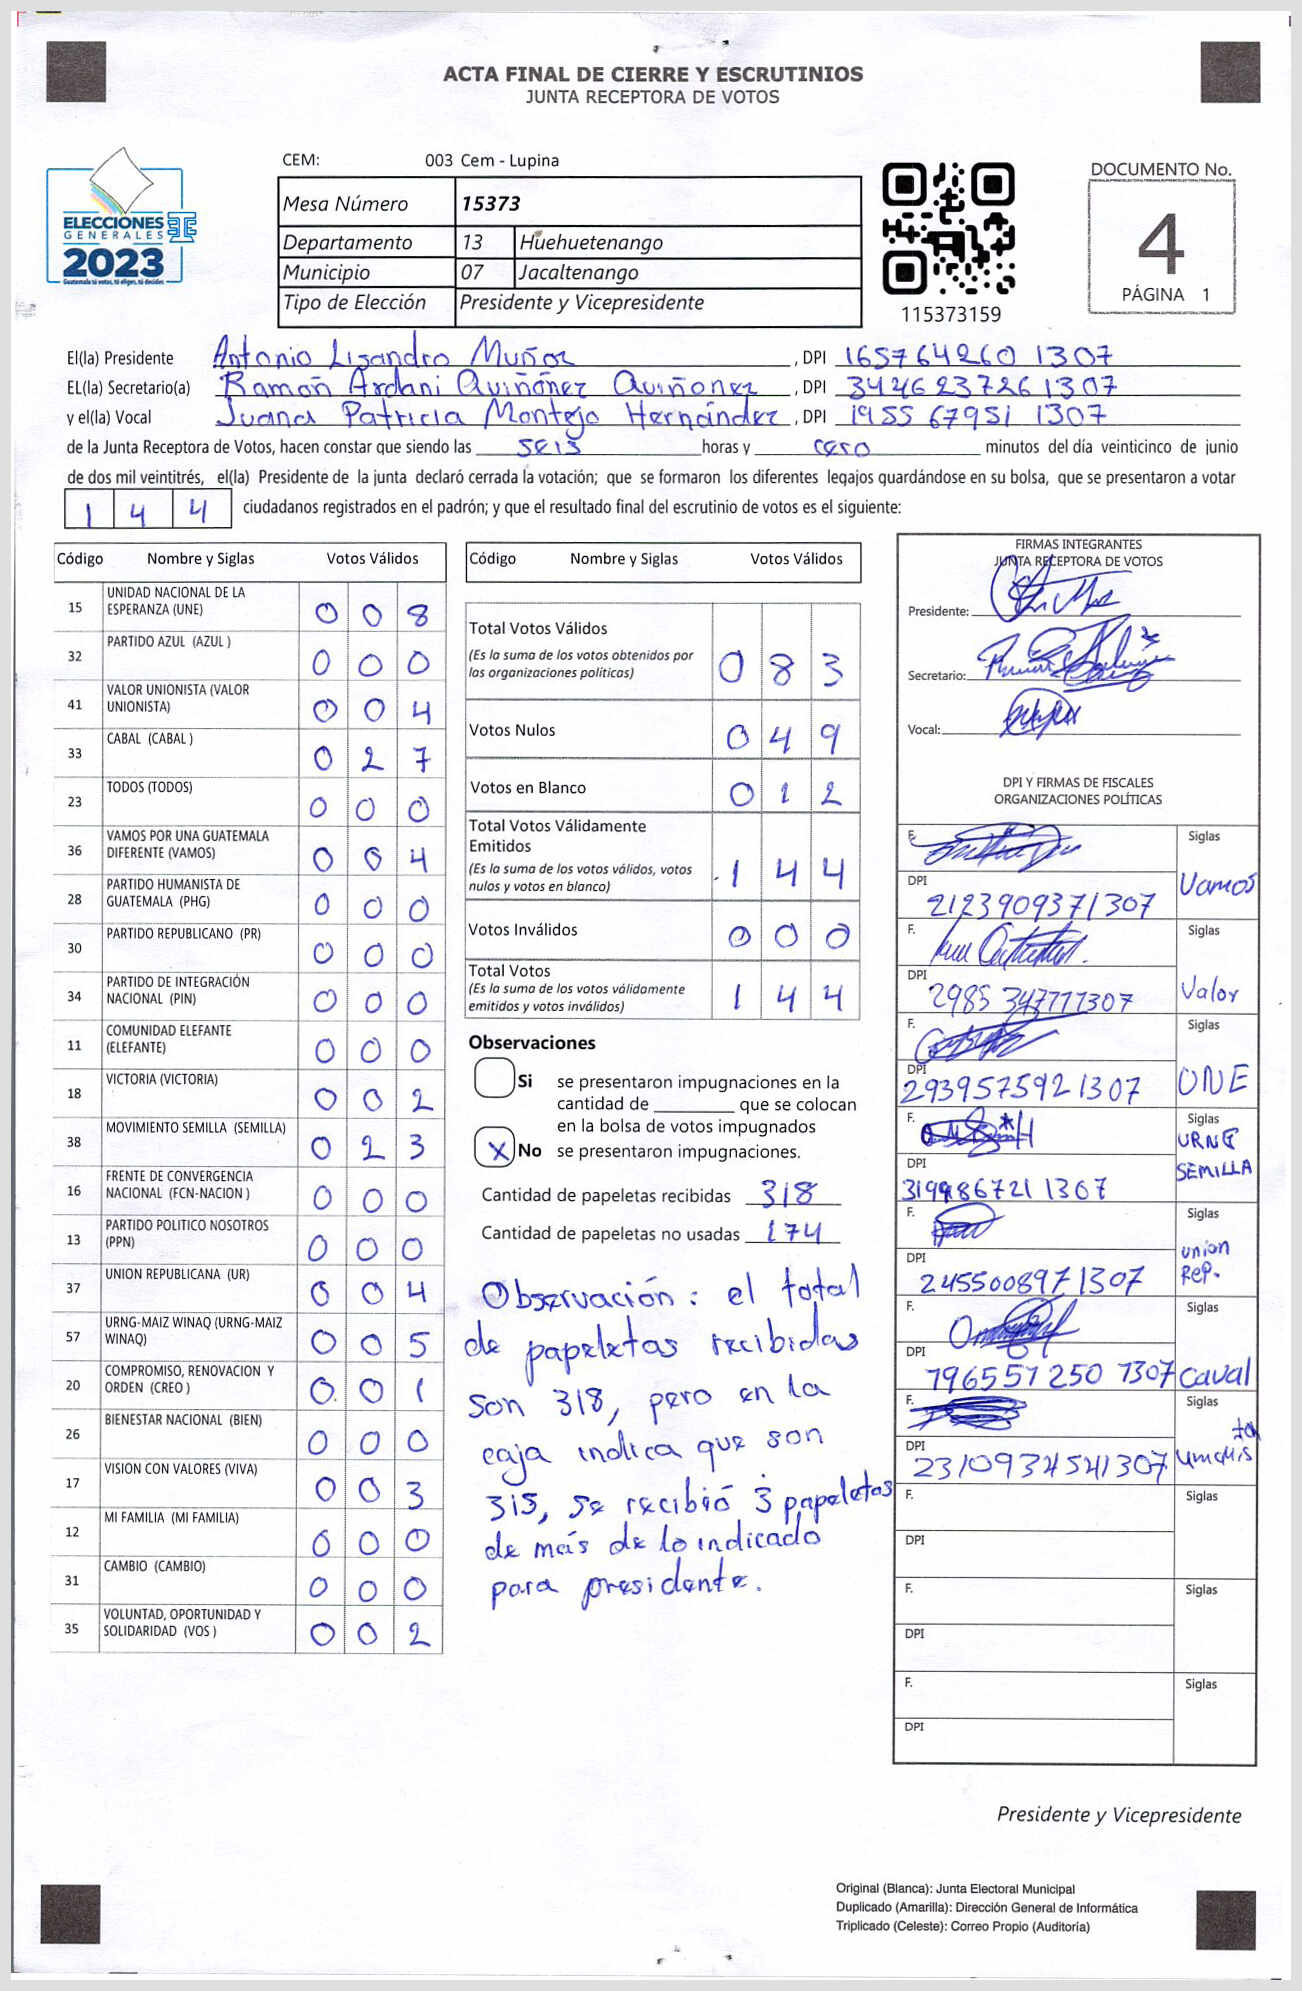 ACTA FINAL DE CIERRE Y ESCRUTINIOS
JUNTA RECEPTORA DE VOTOS
ELECCIONES
GENERALES
2023
Guatemala tú votas, tú eliges, tú decides
CEM: 003 Cem - Lupina
Mesa Número 15373
Departamento 13 Huehuetenango
Municipio 07 Jacaltenango
Tipo de Elección Presidente y Vicepresidente
115373159
DOCUMENTO No.
4
PÁGINA 1
El(la) Presidente Antonio Lisandro Muñoz, DPI 165764260 1307
EL(la) Secretario(a) Ramón Ardani Quiñónez Quiñonez, DPI 344623726 1307
y el(la) Vocal Juana Patricia Montejo Hernández, DPI 1955 67951 1307
de la Junta Receptora de Votos, hacen constar que siendo las seis horas y cero minutos del día veinticinco de junio
de dos mil veintitrés, el(la) Presidente de la junta declaró cerrada la votación; que se formaron los diferentes legajos guardándose en su bolsa, que se presentaron a votar
1 4 4 ciudadanos registrados en el padrón; y que el resultado final del escrutinio de votos es el siguiente:
Código Nombre y Siglas Votos Válidos
15 UNIDAD NACIONAL DE LA ESPERANZA (UNE) 0 0 8
32 PARTIDO AZUL (AZUL ) 0 0 0
41 VALOR UNIONISTA (VALOR UNIONISTA) 0 0 4
33 CABAL (CABAL ) 0 2 7
23 TODOS (TODOS) 0 0 0
36 VAMOS POR UNA GUATEMALA DIFERENTE (VAMOS) 0 0 4
28 PARTIDO HUMANISTA DE GUATEMALA (PHG) 0 0 0
30 PARTIDO REPUBLICANO (PR) 0 0 0
34 PARTIDO DE INTEGRACIÓN NACIONAL (PIN) 0 0 0
11 COMUNIDAD ELEFANTE (ELEFANTE) 0 0 0
18 VICTORIA (VICTORIA) 0 0 2
38 MOVIMIENTO SEMILLA (SEMILLA) 0 2 3
16 FRENTE DE CONVERGENCIA NACIONAL (FCN-NACION ) 0 0 0
13 PARTIDO POLITICO NOSOTROS (PPN) 0 0 0
37 UNION REPUBLICANA (UR) 0 0 4
57 URNG-MAIZ WINAQ (URNG-MAIZ WINAQ) 0 0 5
20 COMPROMISO, RENOVACION Y ORDEN (CREO ) 0 0 1
26 BIENESTAR NACIONAL (BIEN) 0 0 0
17 VISION CON VALORES (VIVA) 0 0 3
12 MI FAMILIA (MI FAMILIA) 0 0 0
31 CAMBIO (CAMBIO) 0 0 0
35 VOLUNTAD, OPORTUNIDAD Y SOLIDARIDAD (VOS ) 0 0 2
Código Nombre y Siglas Votos Válidos
Total Votos Válidos 0 8 3
(Es la suma de los votos obtenidos por
las organizaciones políticas)
Votos Nulos 0 4 9
Votos en Blanco 0 1 2
Total Votos Válidamente
Emitidos 1 4 4
(Es la suma de los votos válidos, votos
nulos y votos en blanco)
Votos Inválidos 0 0 0
Total Votos 1 4 4
(Es la suma de los votos válidamente
emitidos y votos inválidos)
Observaciones
Si se presentaron impugnaciones en la
cantidad de ________ que se colocan
en la bolsa de votos impugnados
X No se presentaron impugnaciones.
Cantidad de papeletas recibidas 318
Cantidad de papeletas no usadas 174
Observación: el total
de papeletas recibidas
son 318, pero en la
caja indica que son
315, se recibió 3 papeletas
de más de lo indicado
para presidente.
FIRMAS INTEGRANTES
JUNTA RECEPTORA DE VOTOS
Presidente:
Secretario:
Vocal:
DPI Y FIRMAS DE FISCALES
ORGANIZACIONES POLÍTICAS
F. Siglas
Vamos
DPI
2123909371307
F. Siglas
Valor
DPI
2985 347771307
F. Siglas
UNE
DPI
2939575921307
F. Siglas
URNG
SEMILLA
DPI
319986721 1307
F. Siglas
union
Rep.
DPI
2455008971307
F. Siglas
Caval
DPI
796551 250 1307
F. Siglas
DPI
2310934541307
F. Siglas
DPI
F. Siglas
DPI
F. Siglas
DPI
Presidente y Vicepresidente
Original (Blanca): Junta Electoral Municipal
Duplicado (Amarilla): Dirección General de Informática
Triplicado (Celeste): Correo Propio (Auditoría)